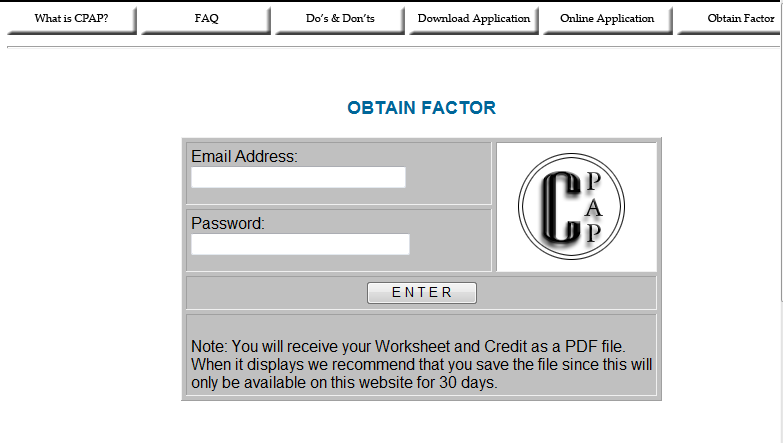 What is CPAP? FAQ Do's & Don'ts Download Application Online Application Obtain Factor
OBTAIN FACTOR
Email Address:
Password:
C P A P
E N T E R
Note: You will receive your Worksheet and Credit as a PDF file.
When it displays we recommend that you save the file since this will
only be available on this website for 30 days.